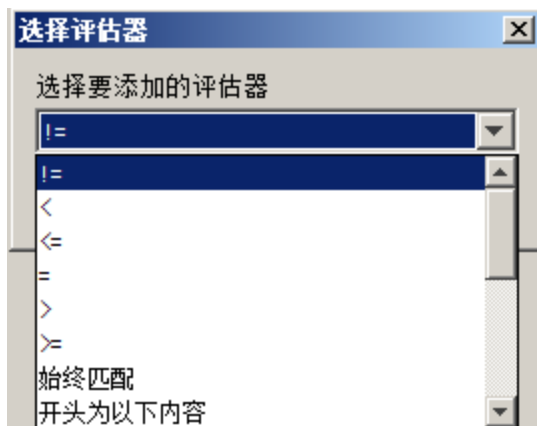 选择评估器
选择要添加的评估器
!=
!=
<
<=
=
>
>=
始终匹配
开头为以下内容